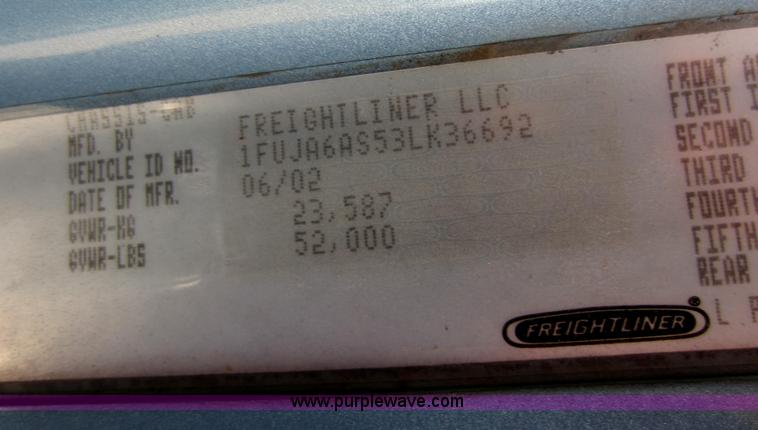 CHASSIS-CAB
MFD. BY FREIGHTLINER LLC
VEHICLE ID NO. 1FUJA6AS53LK36692
DATE OF MFR. 06/02
GVWR-KG 23,587
GVWR-LBS 52,000
FRONT
FIRST
SECOND
THIRD
FOURTH
FIFTH
REAR
FREIGHTLINER®
www.purplewave.com